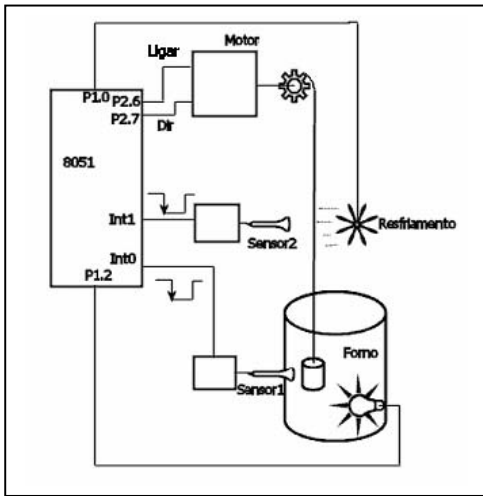 Motor
Ligar
P1.0
P2.6
P2.7
Dir
8051
Int1
Sensor2
Resfriamento
Int0
P1.2
Forno
Sensor1